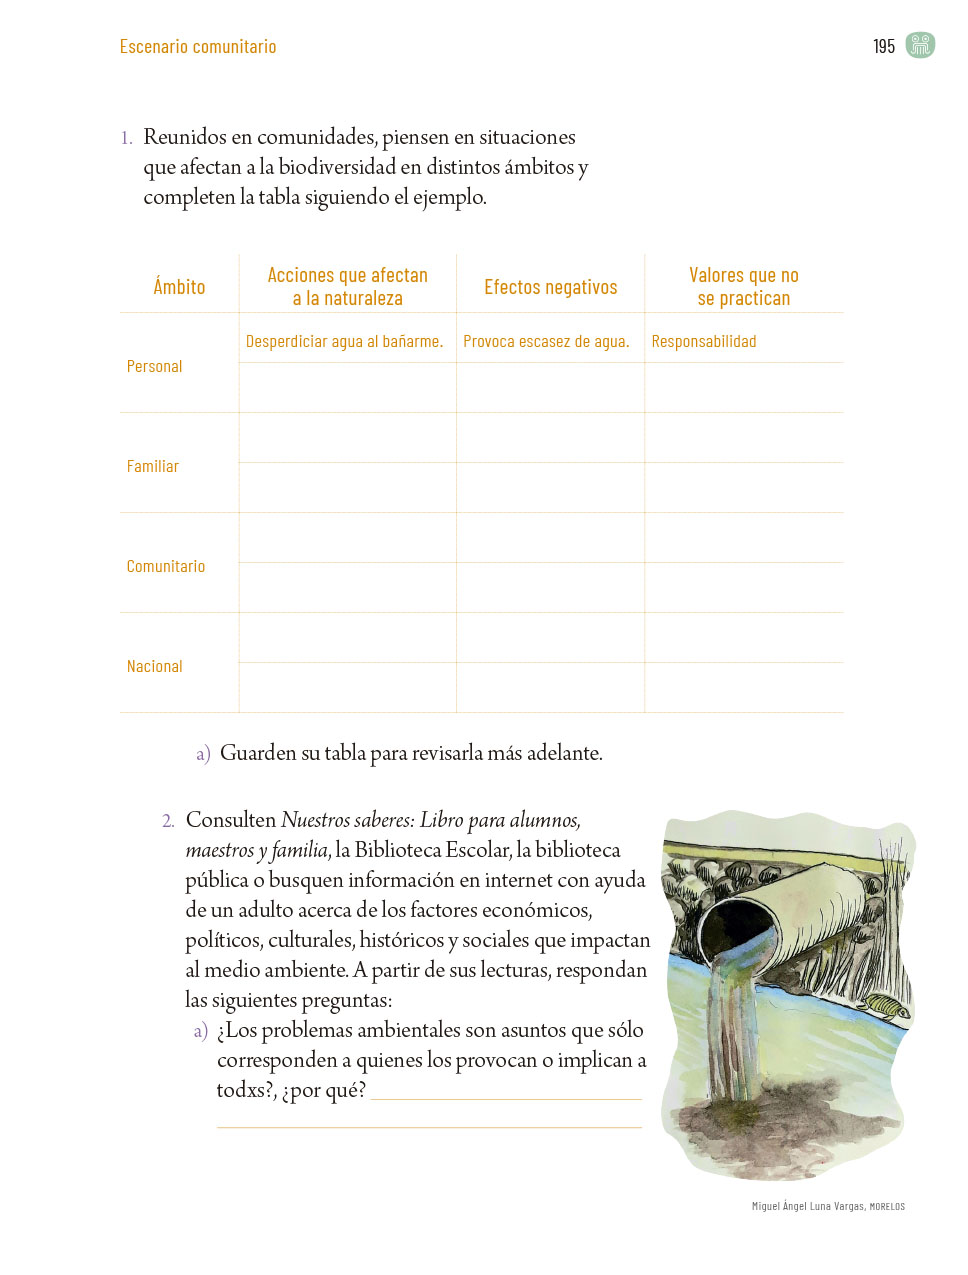 Escenario comunitario
195
1. Reunidos en comunidades, piensen en situaciones
que afectan a la biodiversidad en distintos ámbitos y
completen la tabla siguiendo el ejemplo.
Ámbito
Acciones que afectan
a la naturaleza
Efectos negativos
Valores que no
se practican
Personal
Desperdiciar agua al bañarme.
Provoca escasez de agua.
Responsabilidad
Familiar
Comunitario
Nacional
a) Guarden su tabla para revisarla más adelante.
2. Consulten Nuestros saberes: Libro para alumnos,
maestros y familia, la Biblioteca Escolar, la biblioteca
pública o busquen información en internet con ayuda
de un adulto acerca de los factores económicos,
políticos, culturales, históricos y sociales que impactan
al medio ambiente. A partir de sus lecturas, respondan
las siguientes preguntas:
a) ¿Los problemas ambientales son asuntos que sólo
corresponden a quienes los provocan o implican a
todxs?, ¿por qué?
Miguel Ángel Luna Vargas, MORELOS